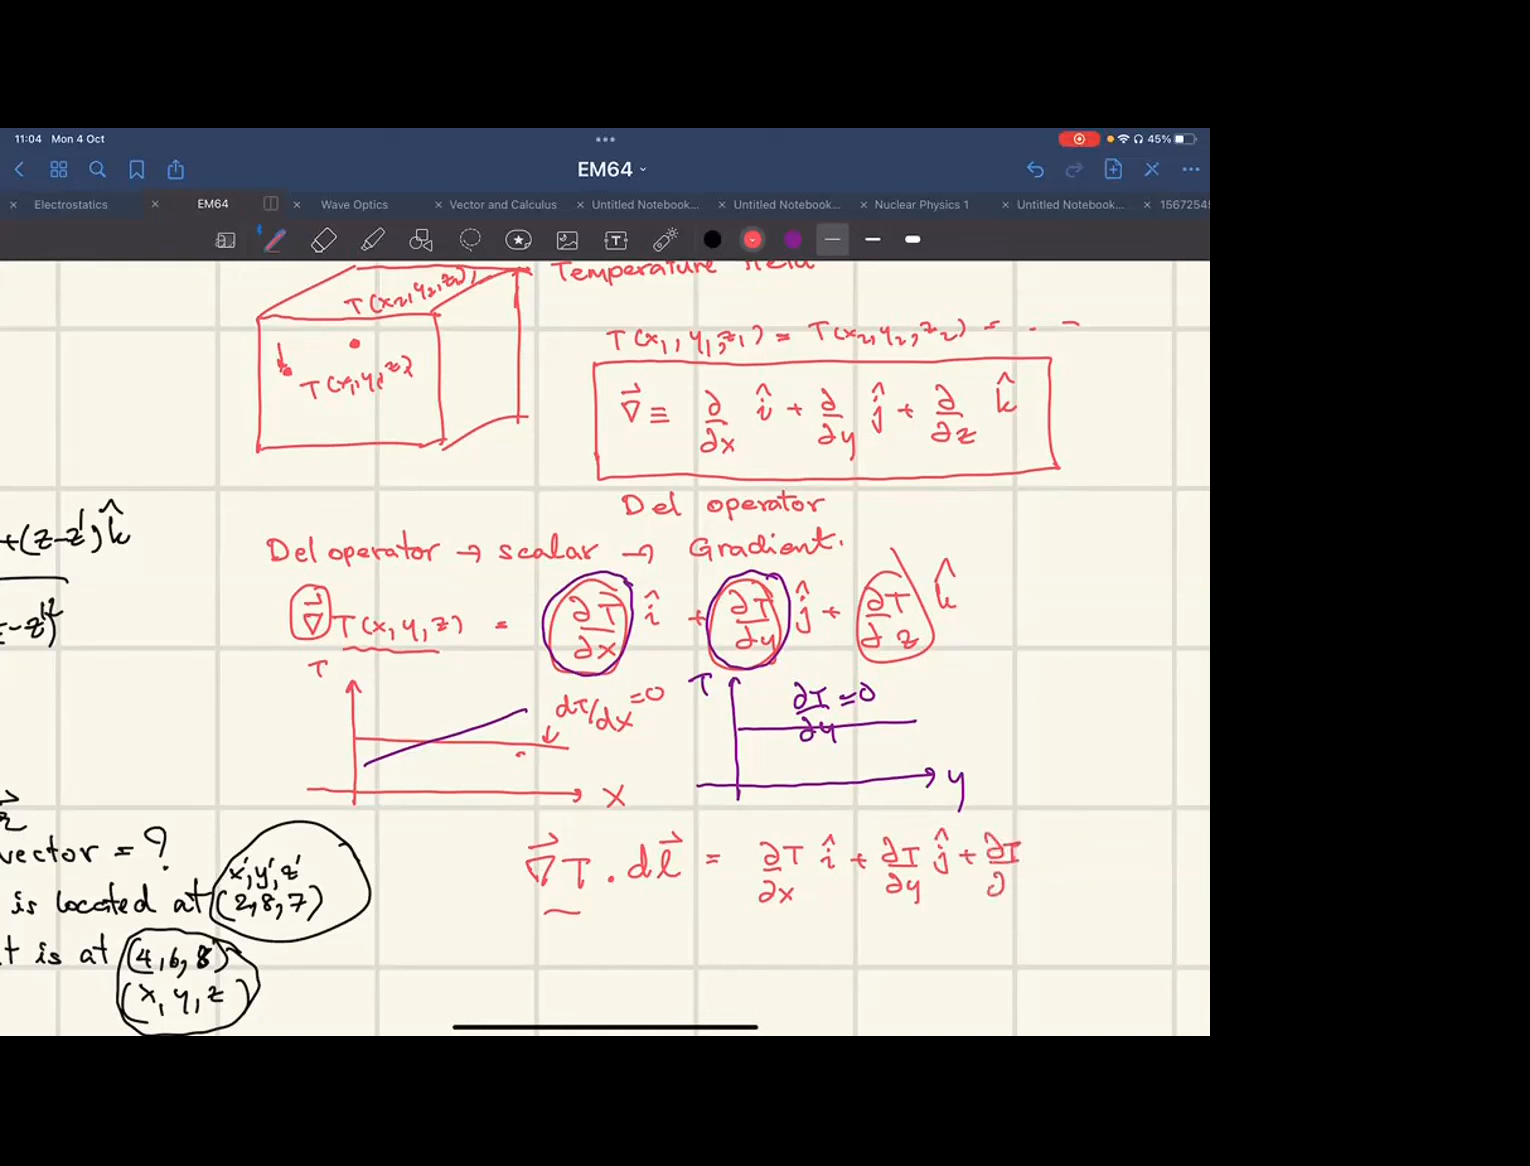 11:04 Mon 4 Oct
45%
EM64
Electrostatics
EM64
Wave Optics
Vector and Calculus
Untitled Notebook...
Untitled Notebook...
Nuclear Physics 1
Untitled Notebook...
1567254
Temperature field
T(x₂, y₂, z₂)
T(x₁, y₁, z₁)
T(x₁, y₁, z₁) = T(x₂, y₂, z₂) = . -
∇⃗ ≡ ∂/∂x î + ∂/∂y ĵ + ∂/∂z k̂
Del operator
+(z-z')k̂
-z')²
Del operator → scalar → Gradient.
∇⃗ T(x, y, z) = ∂T/∂x î + ∂T/∂y ĵ + ∂T/∂z k̂
T
dT/dx = 0
x
T
∂T/∂y = 0
y
∇⃗T . dl⃗ = ∂T/∂x î + ∂T/∂y ĵ + ∂T/∂
vector = ?
x', y', z'
is located at (2, 8, 7)
t is at (4, 6, 8)
(x, y, z)